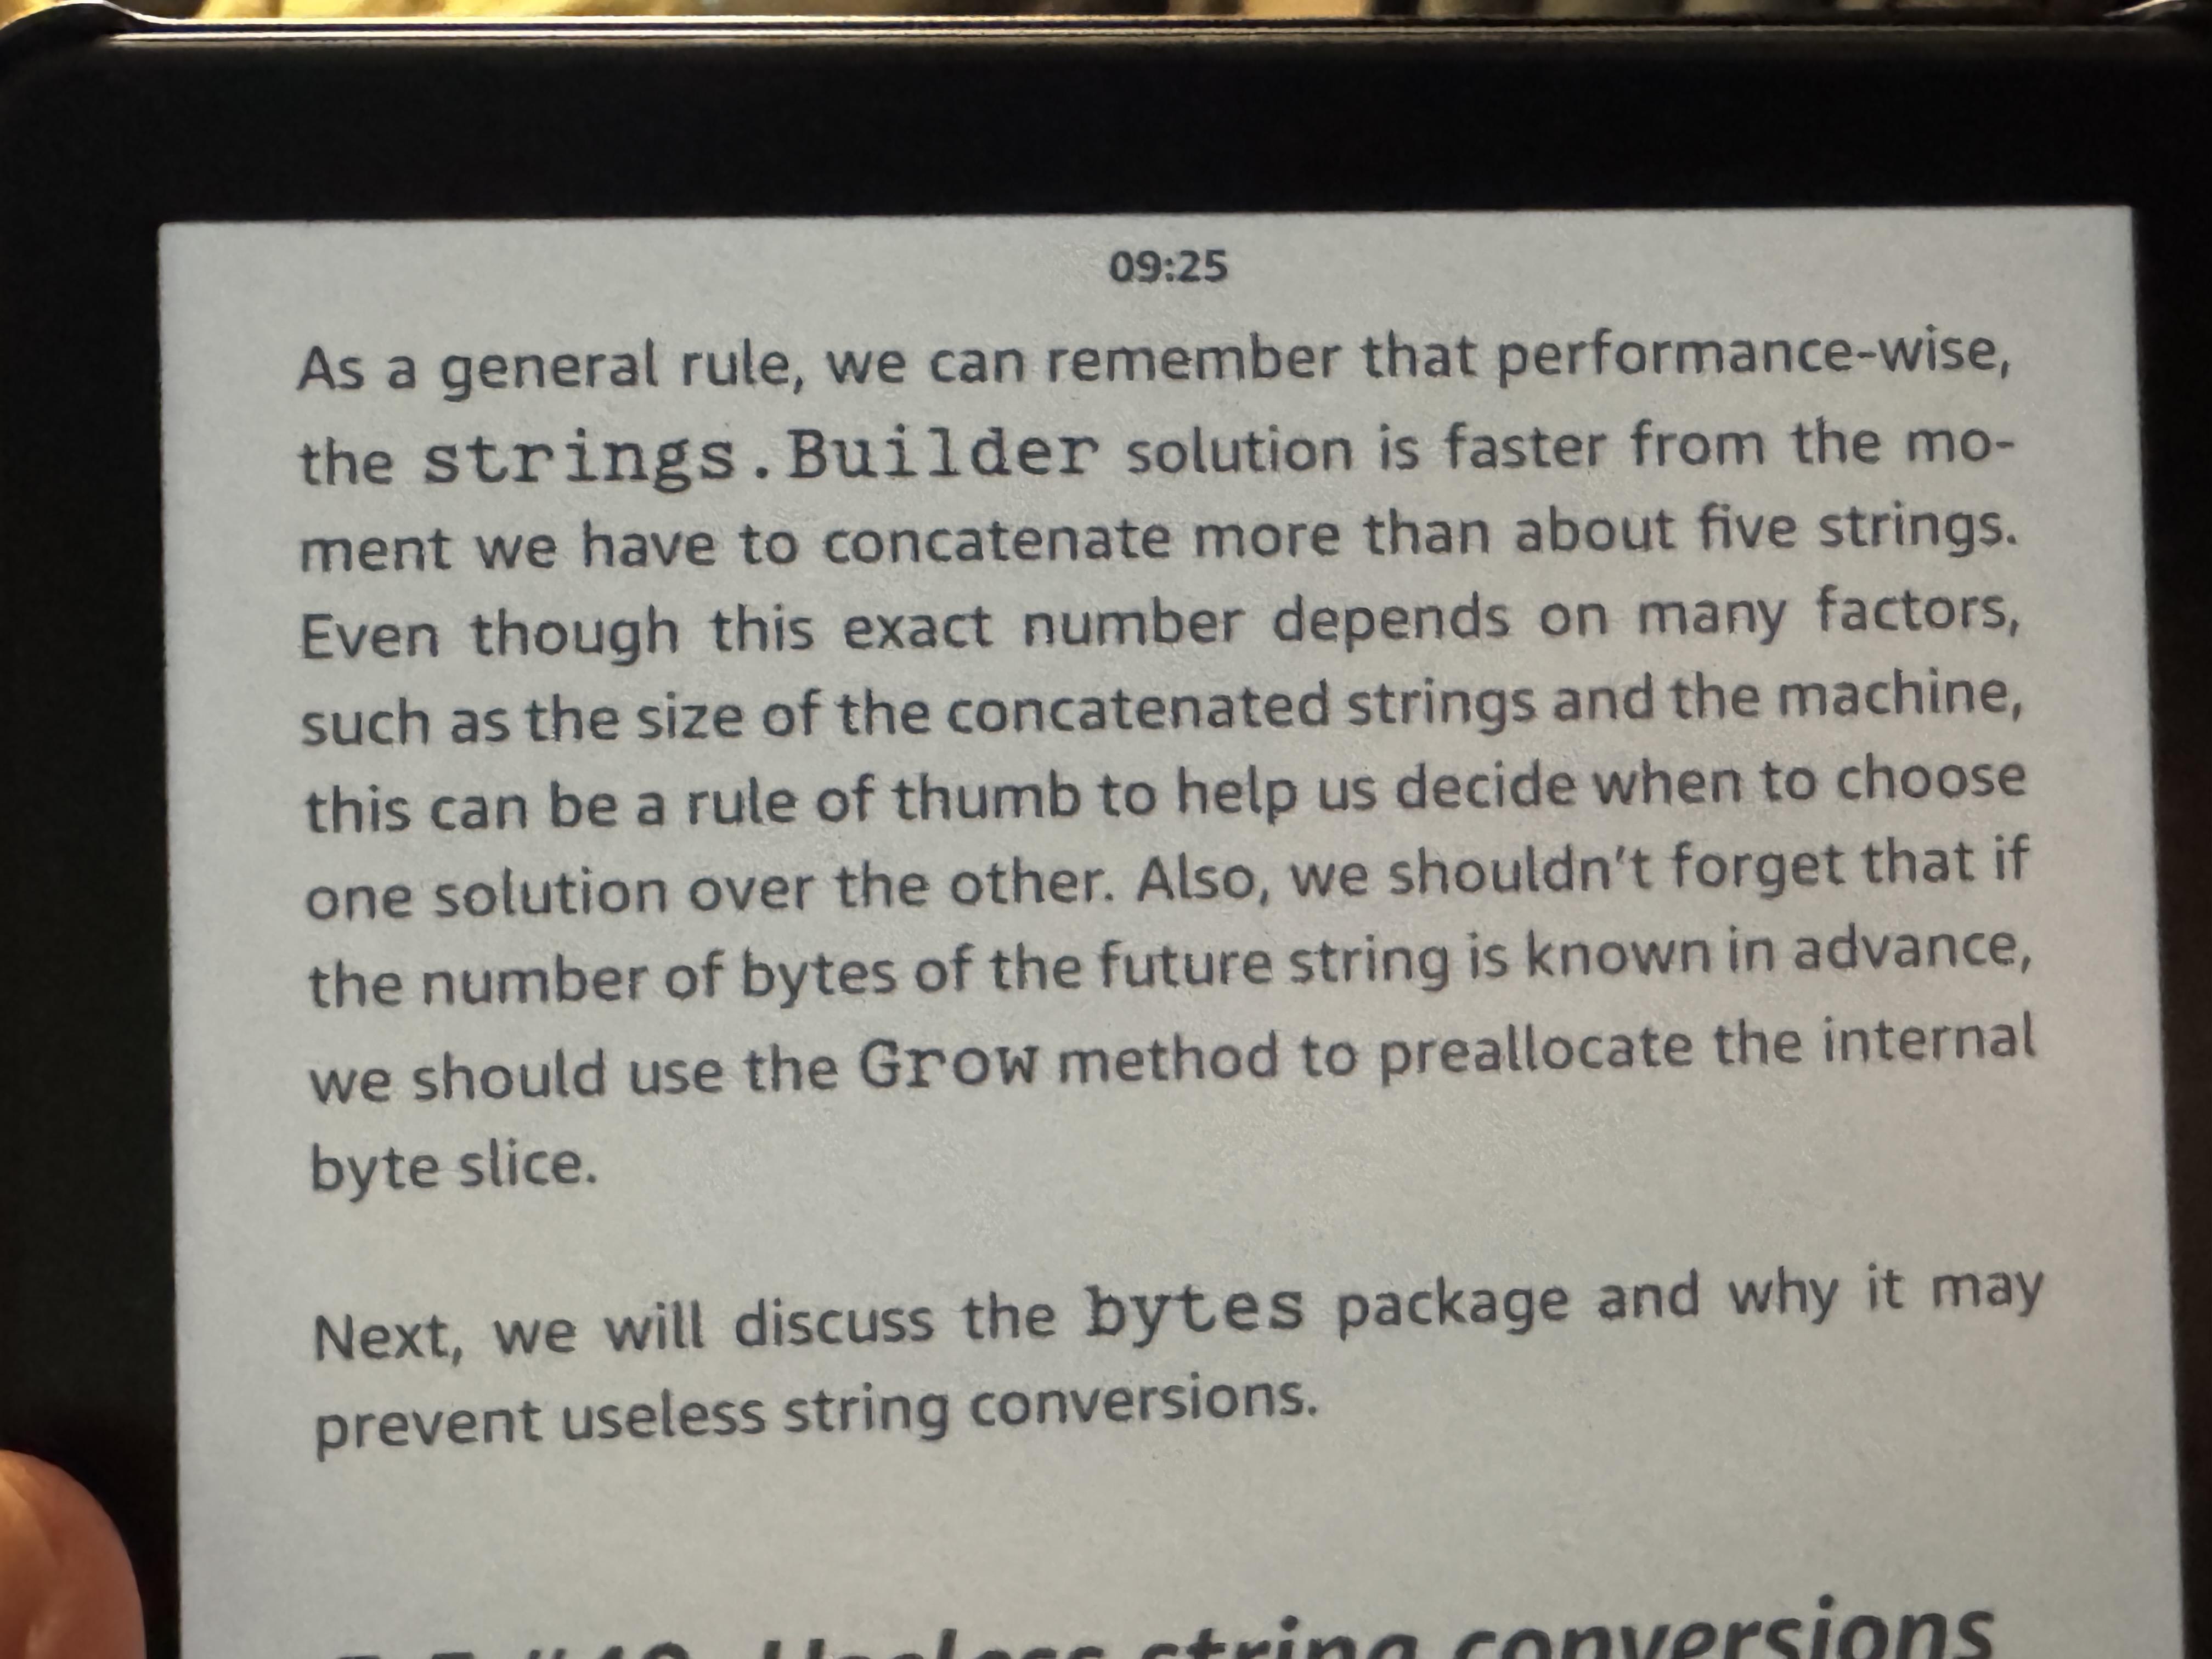 09:25
As a general rule, we can remember that performance-wise,
the strings.Builder solution is faster from the mo-
ment we have to concatenate more than about five strings.
Even though this exact number depends on many factors,
such as the size of the concatenated strings and the machine,
this can be a rule of thumb to help us decide when to choose
one solution over the other. Also, we shouldn't forget that if
the number of bytes of the future string is known in advance,
we should use the Grow method to preallocate the internal
byte slice.
Next, we will discuss the bytes package and why it may
prevent useless string conversions.
Useless string conversions